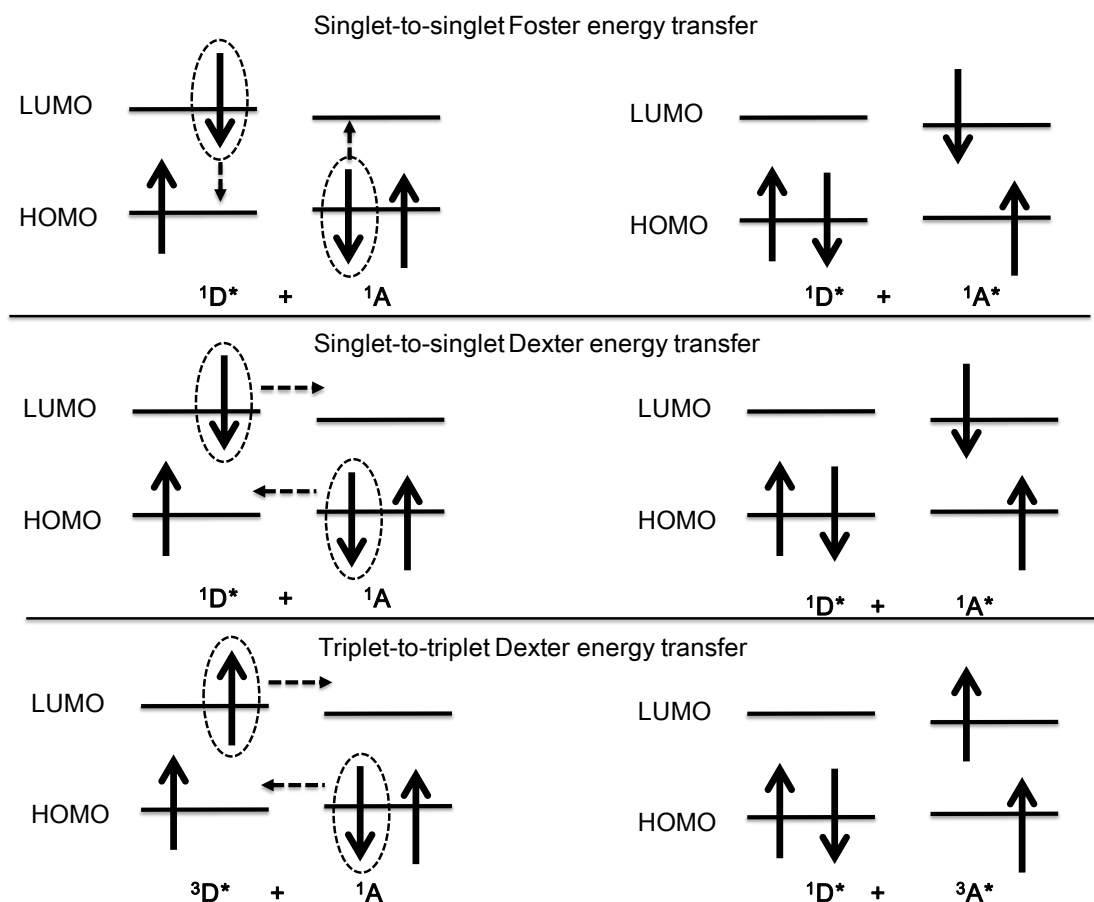 Singlet-to-singlet Foster energy transfer
LUMO LUMO
HOMO HOMO
¹D* + ¹A ¹D* + ¹A*
Singlet-to-singlet Dexter energy transfer
LUMO LUMO
HOMO HOMO
¹D* + ¹A ¹D* + ¹A*
Triplet-to-triplet Dexter energy transfer
LUMO LUMO
HOMO HOMO
³D* + ¹A ¹D* + ³A*